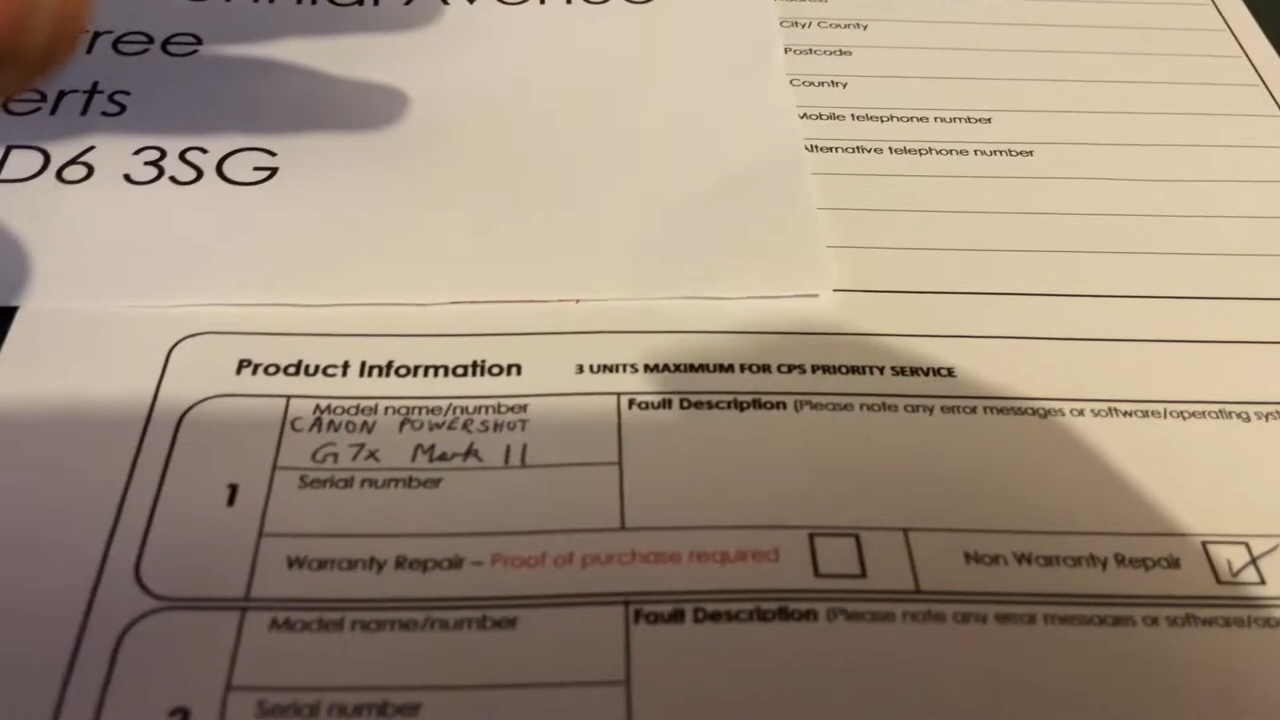 ree
erts
D6 3SG
City/ County
Postcode
Country
Mobile telephone number
Alternative telephone number
Product Information 3 UNITS MAXIMUM FOR CPS PRIORITY SERVICE
1
Model name/number
CANON POWERSHOT
G7x Mark II
Serial number
Fault Description (Please note any error messages or software/operating syst
Warranty Repair – Proof of purchase required
Non Warranty Repair
Model name/number
Serial number
Fault Description (Please note any error messages or software/op